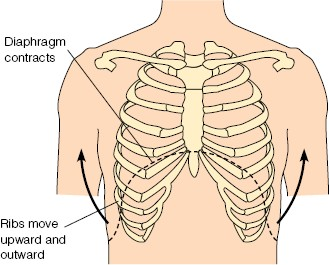 Diaphragm
contracts
Ribs move
upward and
outward